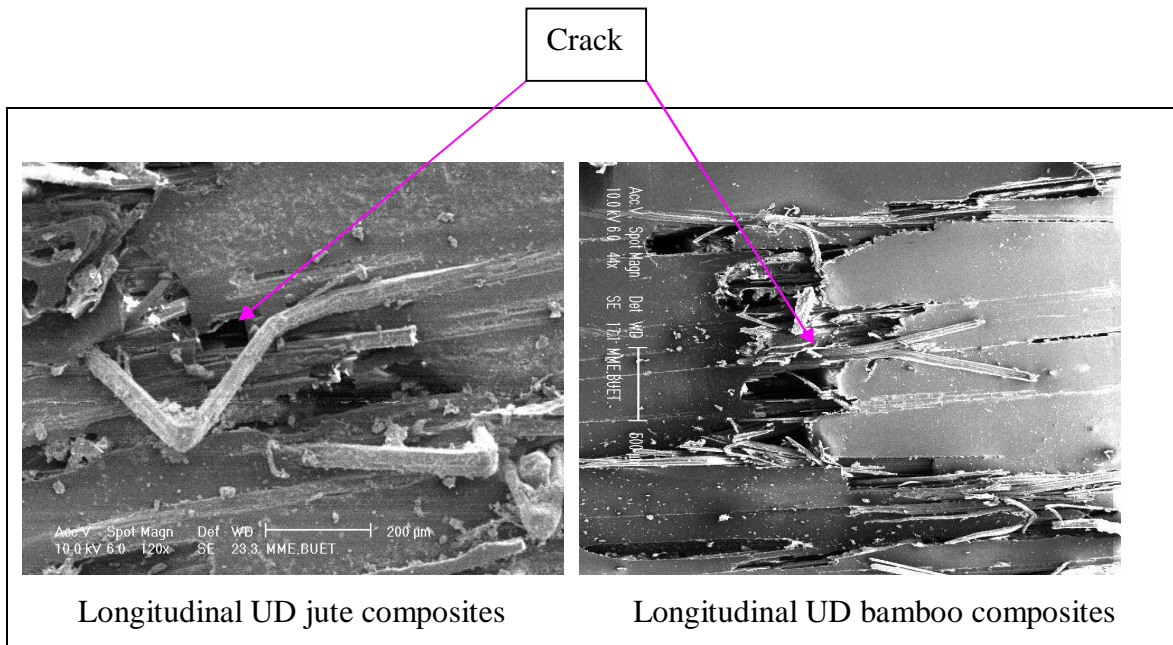 Crack
Acc.V Spot Magn Det WD
10.0 kV 6.0 120x SE 23.3 MME,BUET.
200 µm
Acc.V Spot Magn Det WD
10.0 kV 6.0 44x SE 17.1 MME,BUET.
Longitudinal UD jute composites
Longitudinal UD bamboo composites